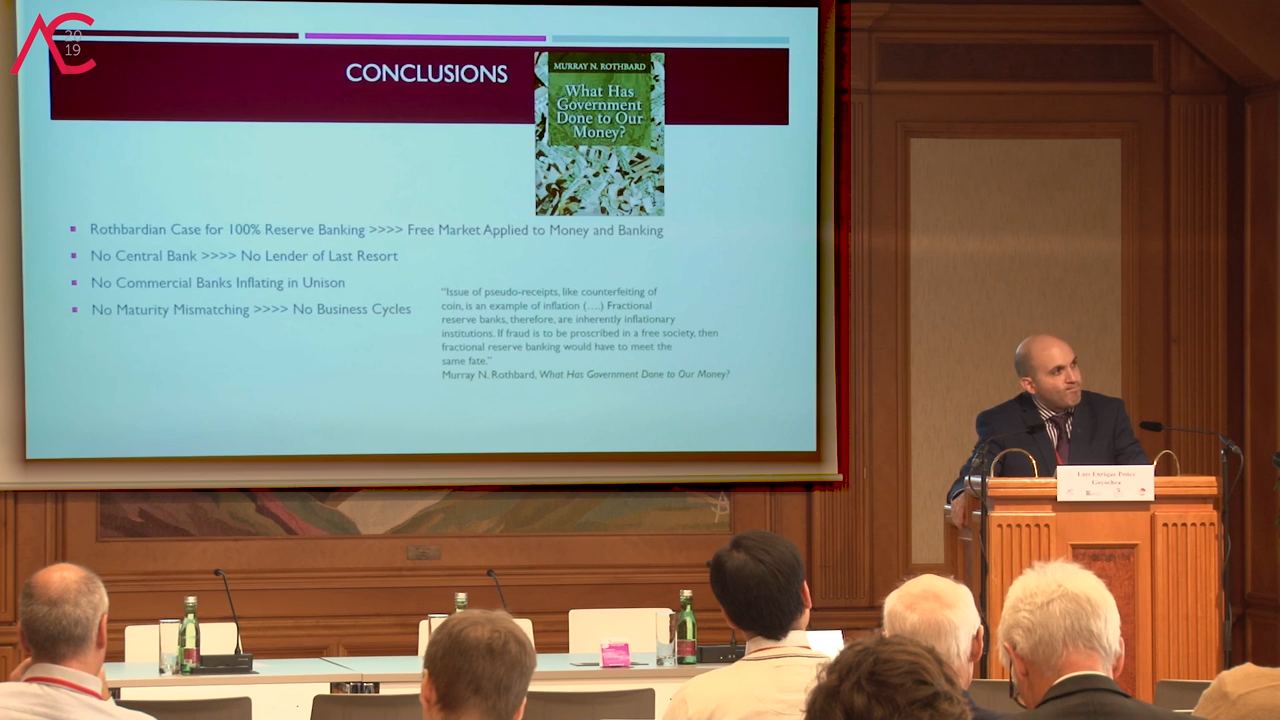 20
19
CONCLUSIONS
MURRAY N. ROTHBARD
What Has
Government
Done to Our
Money?
Rothbardian Case for 100% Reserve Banking >>>> Free Market Applied to Money and Banking
No Central Bank >>>> No Lender of Last Resort
No Commercial Banks Inflating in Unison
No Maturity Mismatching >>>> No Business Cycles
"Issue of pseudo-receipts, like counterfeiting of
coin, is an example of inflation (….) Fractional
reserve banks, therefore, are inherently inflationary
institutions. If fraud is to be proscribed in a free society, then
fractional reserve banking would have to meet the
same fate."
Murray N. Rothbard, What Has Government Done to Our Money?